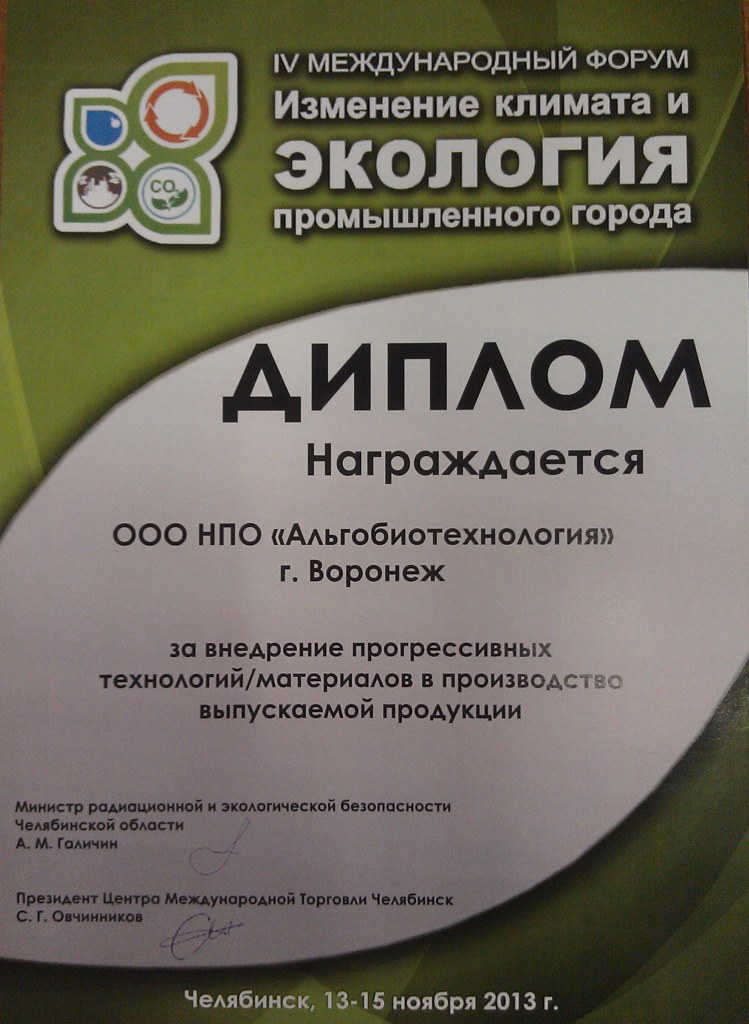 IV МЕЖДУНАРОДНЫЙ ФОРУМ
Изменение климата и
ЭКОЛОГИЯ
промышленного города
CO₂
ДИПЛОМ
Награждается
ООО НПО «Альгобиотехнология»
г. Воронеж
за внедрение прогрессивных
технологий/материалов в производство
выпускаемой продукции
Министр радиационной и экологической безопасности
Челябинской области
А. М. Галичин
Президент Центра Международной Торговли Челябинск
С. Г. Овчинников
Челябинск, 13-15 ноября 2013 г.